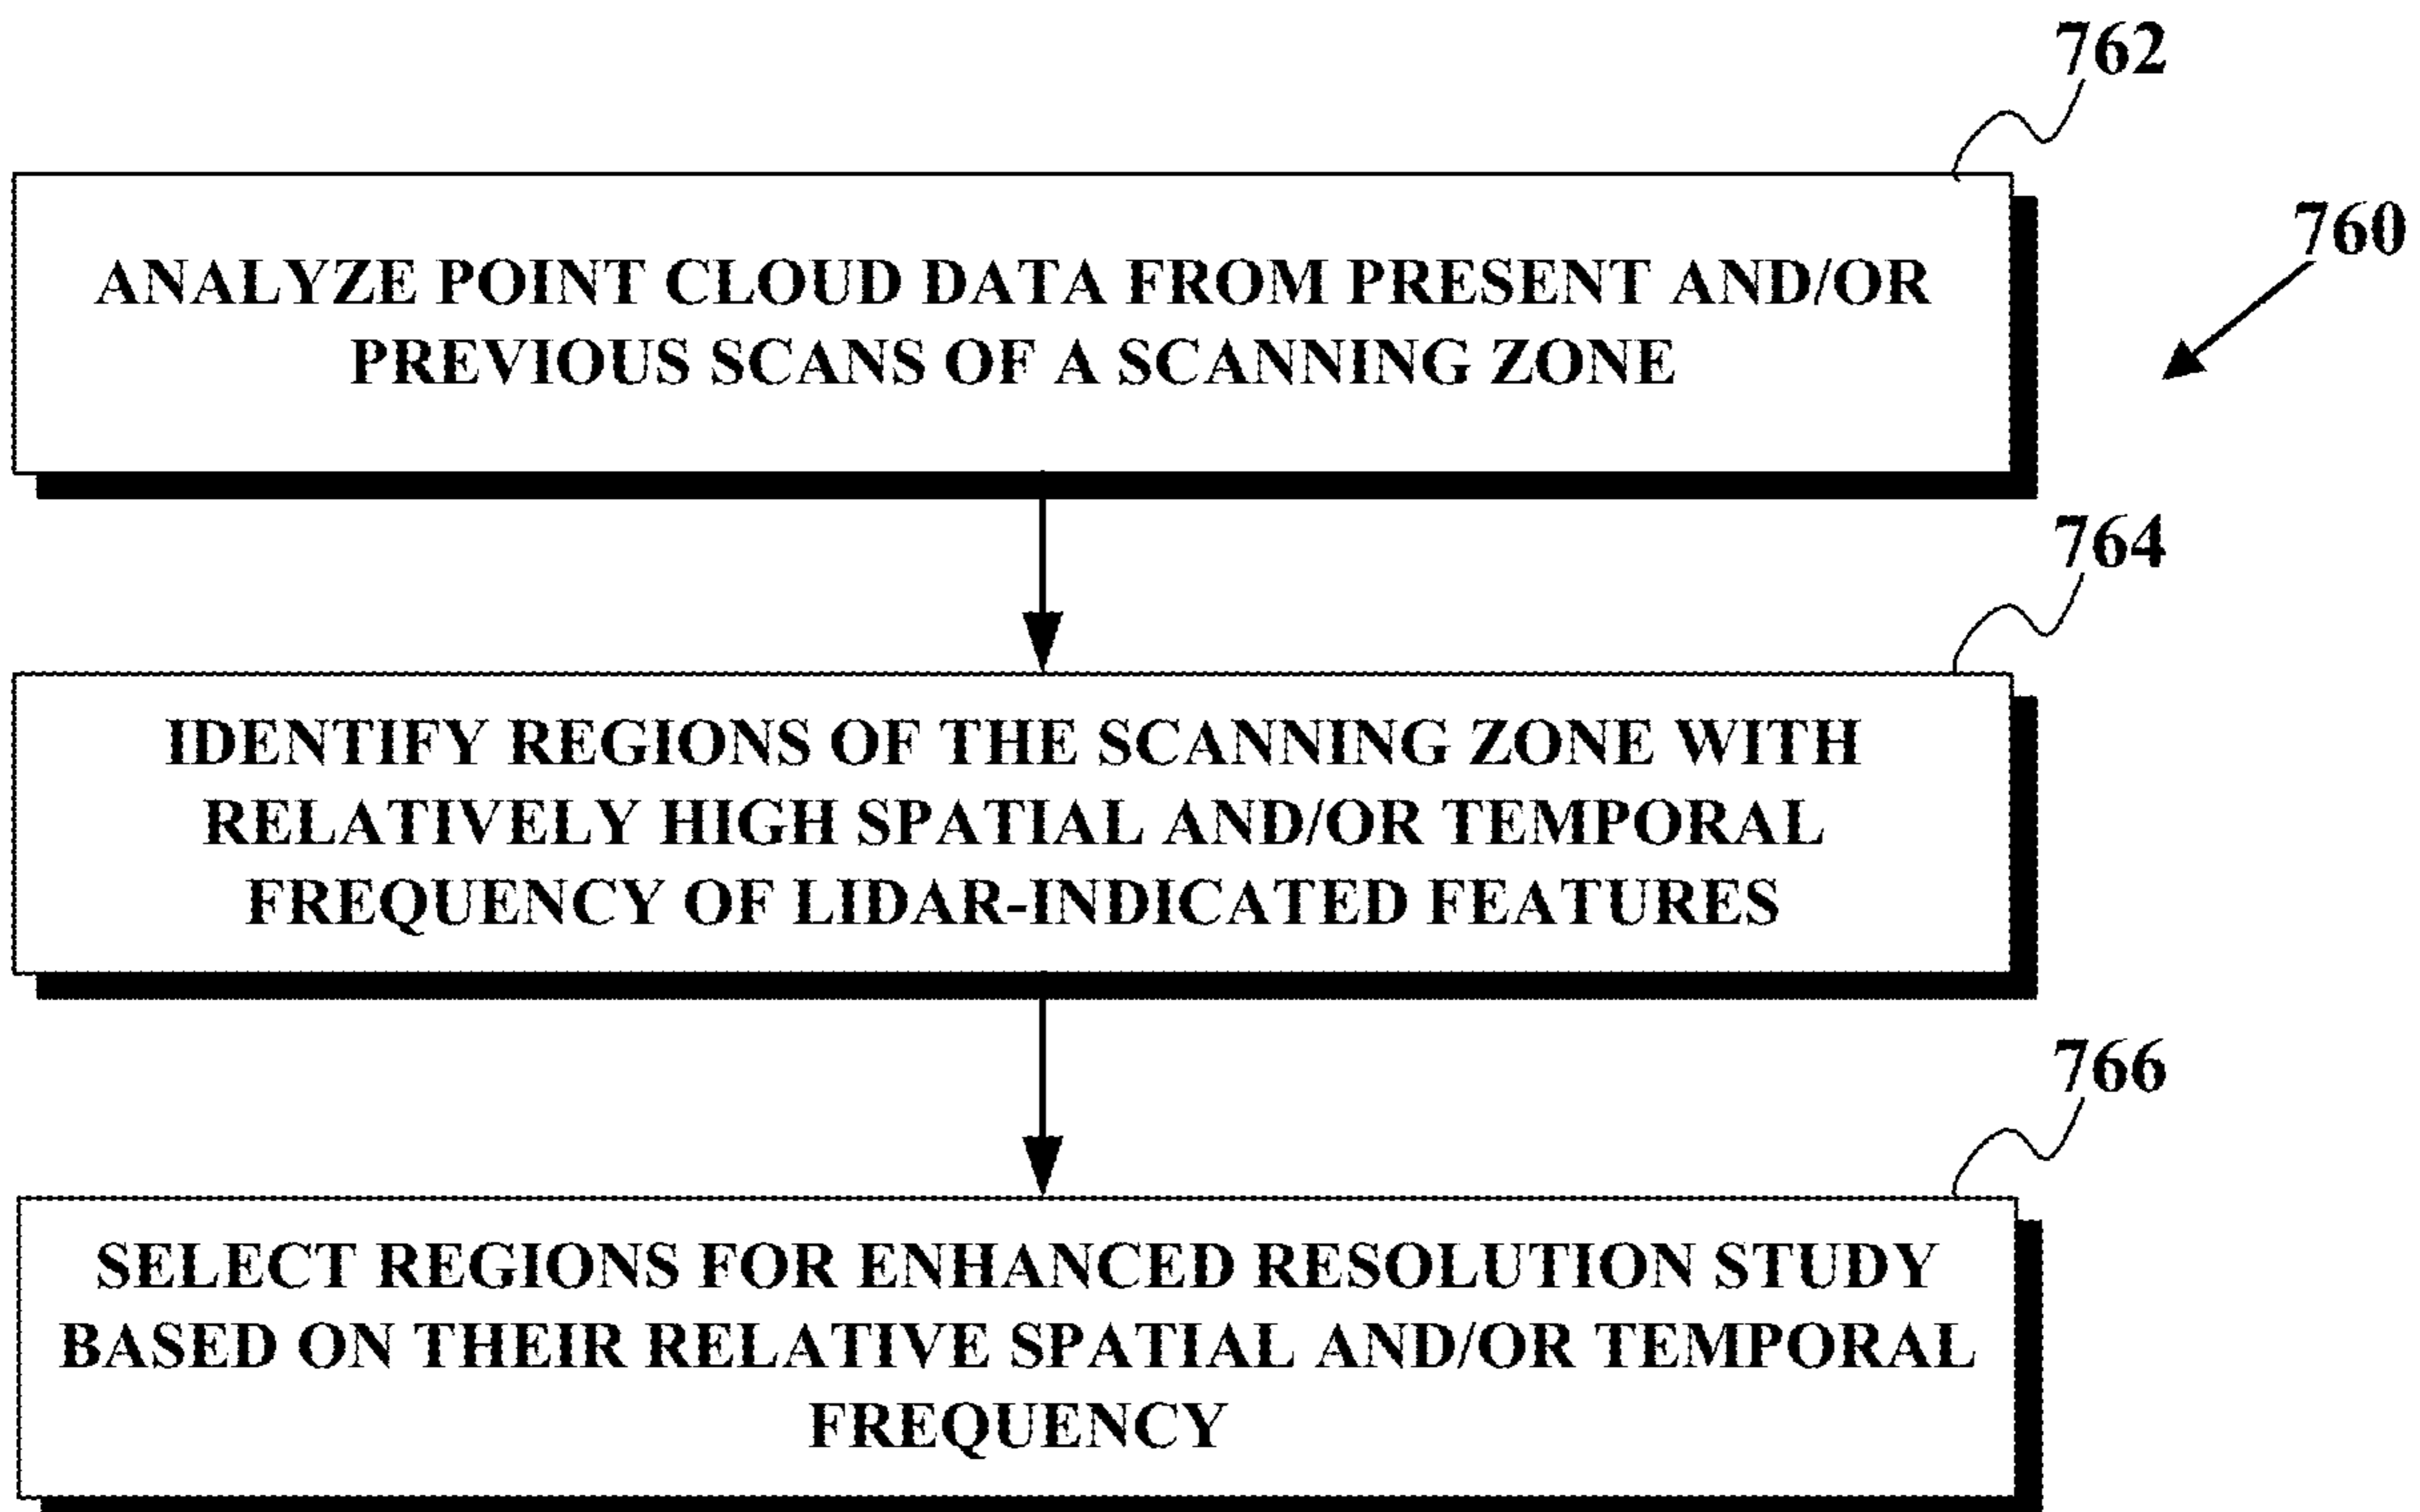 762
760
ANALYZE POINT CLOUD DATA FROM PRESENT AND/OR
PREVIOUS SCANS OF A SCANNING ZONE
764
IDENTIFY REGIONS OF THE SCANNING ZONE WITH
RELATIVELY HIGH SPATIAL AND/OR TEMPORAL
FREQUENCY OF LIDAR-INDICATED FEATURES
766
SELECT REGIONS FOR ENHANCED RESOLUTION STUDY
BASED ON THEIR RELATIVE SPATIAL AND/OR TEMPORAL
FREQUENCY